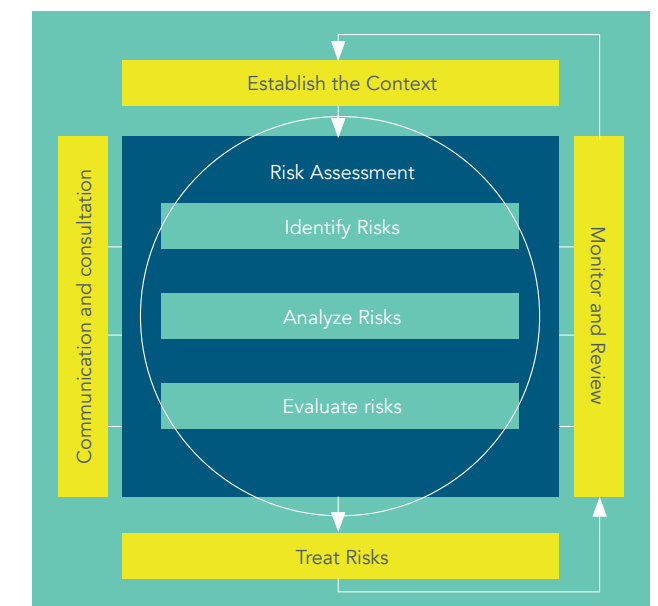 Establish the Context
Risk Assessment
Identify Risks
Analyze Risks
Evaluate risks
Communication and consultation
Monitor and Review
Treat Risks